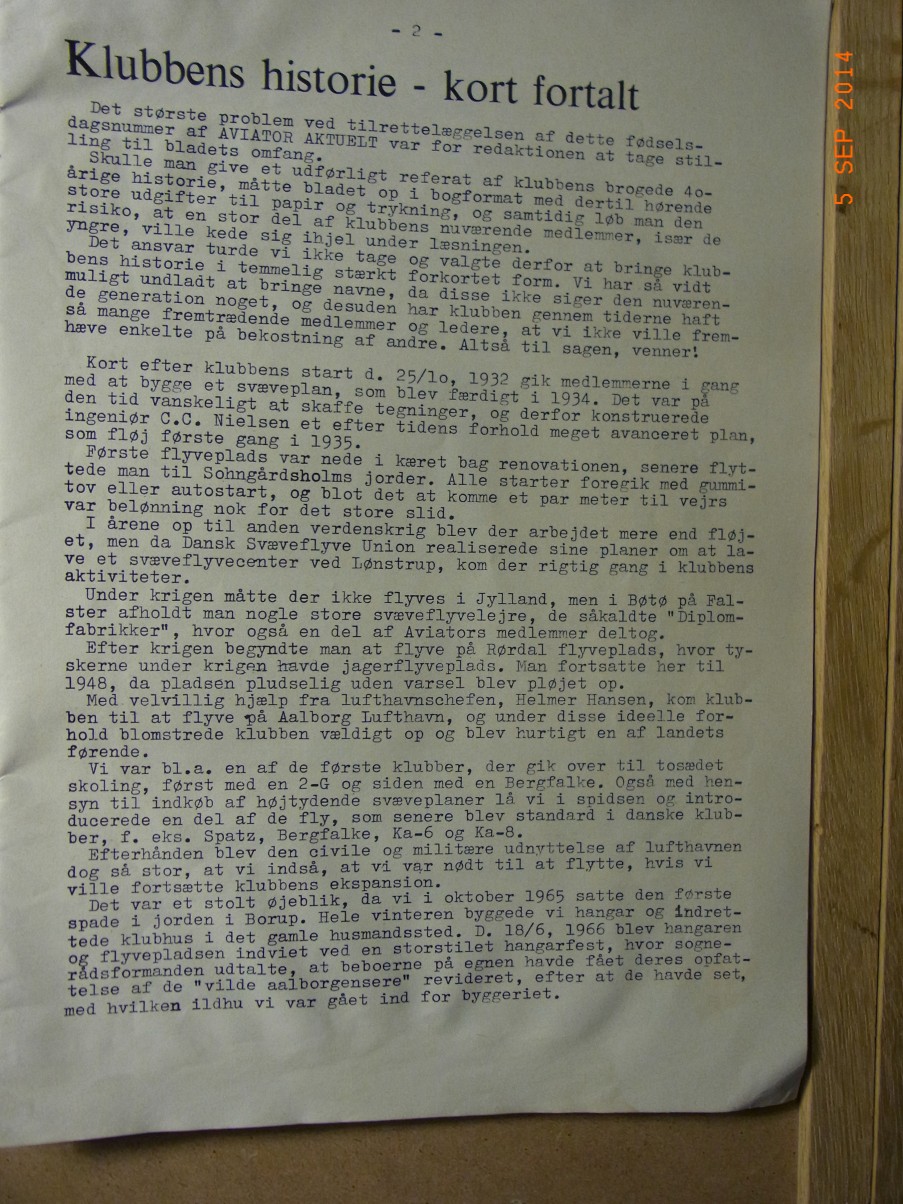 - 2 -
Klubbens historie - kort fortalt
Det største problem ved tilrettelæggelsen af dette fødsels-
dagsnummer af AVIATOR AKTUELT var for redaktionen at tage stil-
ling til bladets omfang.
Skulle man give et udførligt referat af klubbens brogede 4o-
årige historie, måtte bladet op i bogformat med dertil hørende
store udgifter til papir og trykning, og samtidig løb man den
risiko, at en stor del af klubbens nuværende medlemmer, især de
yngre, ville kede sig ihjel under læsningen.
Det ansvar turde vi ikke tage og valgte derfor at bringe klub-
bens historie i temmelig stærkt forkortet form. Vi har så vidt
muligt undladt at bringe navne, da disse ikke siger den nuværen-
de generation noget, og desuden har klubben gennem tiderne haft
så mange fremtrædende medlemmer og ledere, at vi ikke ville frem-
hæve enkelte på bekostning af andre. Altså til sagen, venner!
Kort efter klubbens start d. 25/1o, 1932 gik medlemmerne i gang
med at bygge et svæveplan, som blev færdigt i 1934. Det var på
den tid vanskeligt at skaffe tegninger, og derfor konstruerede
ingeniør C.C. Nielsen et efter tidens forhold meget avanceret plan,
som fløj første gang i 1935.
Første flyveplads var nede i kæret bag renovationen, senere flyt-
tede man til Sohngårdsholms jorder. Alle starter foregik med gummi-
tov eller autostart, og blot det at komme et par meter til vejrs
var belønning nok for det store slid.
I årene op til anden verdenskrig blev der arbejdet mere end fløj-
et, men da Dansk Svæveflyve Union realiserede sine planer om at la-
ve et svæveflyvecenter ved Lønstrup, kom der rigtig gang i klubbens
aktiviteter.
Under krigen måtte der ikke flyves i Jylland, men i Bøtø på Fal-
ster afholdt man nogle store svæveflyvelejre, de såkaldte "Diplom-
fabrikker", hvor også en del af Aviators medlemmer deltog.
Efter krigen begyndte man at flyve på Rørdal flyveplads, hvor ty-
skerne under krigen havde jagerflyveplads. Man fortsatte her til
1948, da pladsen pludselig uden varsel blev pløjet op.
Med velvillig hjælp fra lufthavnschefen, Helmer Hansen, kom klub-
ben til at flyve på Aalborg Lufthavn, og under disse ideelle for-
hold blomstrede klubben vældigt op og blev hurtigt en af landets
førende.
Vi var bl.a. en af de første klubber, der gik over til tosædet
skoling, først med en 2-G og siden med en Bergfalke. Også med hen-
syn til indkøb af højtydende svæveplaner lå vi i spidsen og intro-
ducerede en del af de fly, som senere blev standard i danske klub-
ber, f. eks. Spatz, Bergfalke, Ka-6 og Ka-8.
Efterhånden blev den civile og militære udnyttelse af lufthavnen
dog så stor, at vi indså, at vi var nødt til at flytte, hvis vi
ville fortsætte klubbens ekspansion.
Det var et stolt øjeblik, da vi i oktober 1965 satte den første
spade i jorden i Borup. Hele vinteren byggede vi hangar og indret-
tede klubhus i det gamle husmandssted. D. 18/6, 1966 blev hangaren
og flyvepladsen indviet ved en storstilet hangarfest, hvor sogne-
rådsformanden udtalte, at beboerne på egnen havde fået deres opfat-
telse af de "vilde aalborgensere" revideret, efter at de havde set,
med hvilken ildhu vi var gået ind for byggeriet.
5 SEP 2014